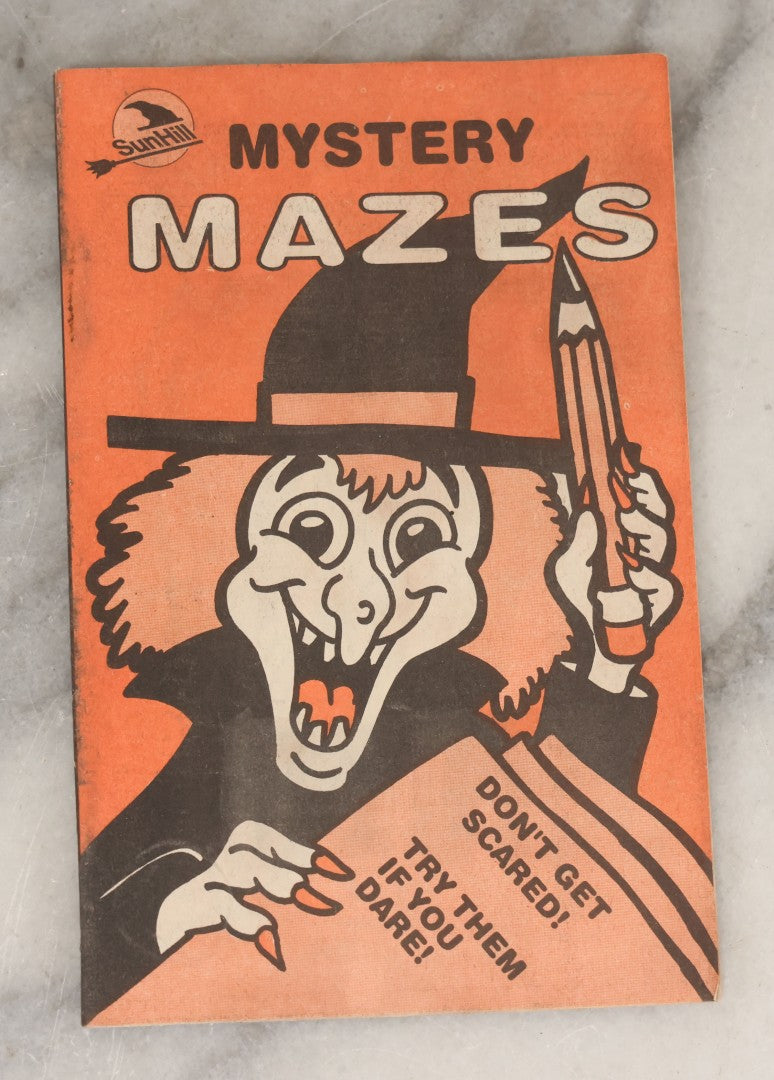 SunHill
MYSTERY
MAZES
DON'T GET
SCARED!
TRY THEM
IF YOU
DARE!